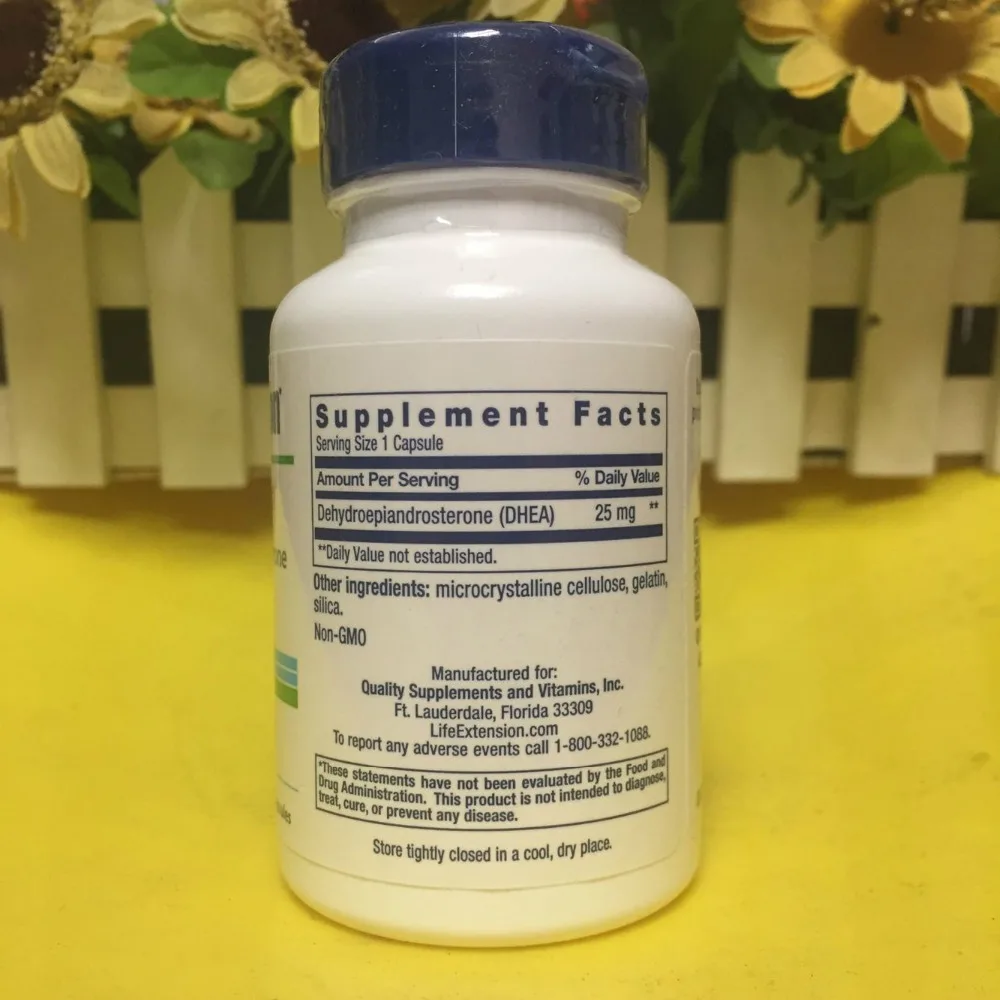 Supplement Facts
Serving Size 1 Capsule
Amount Per Serving % Daily Value
Dehydroepiandrosterone (DHEA) 25 mg **
**Daily Value not established.
Other ingredients: microcrystalline cellulose, gelatin,
silica.
Non-GMO
Manufactured for:
Quality Supplements and Vitamins, Inc.
Ft. Lauderdale, Florida 33309
LifeExtension.com
To report any adverse events call 1-800-332-1088.
*These statements have not been evaluated by the Food and
Drug Administration. This product is not intended to diagnose,
treat, cure, or prevent any disease.
Store tightly closed in a cool, dry place.